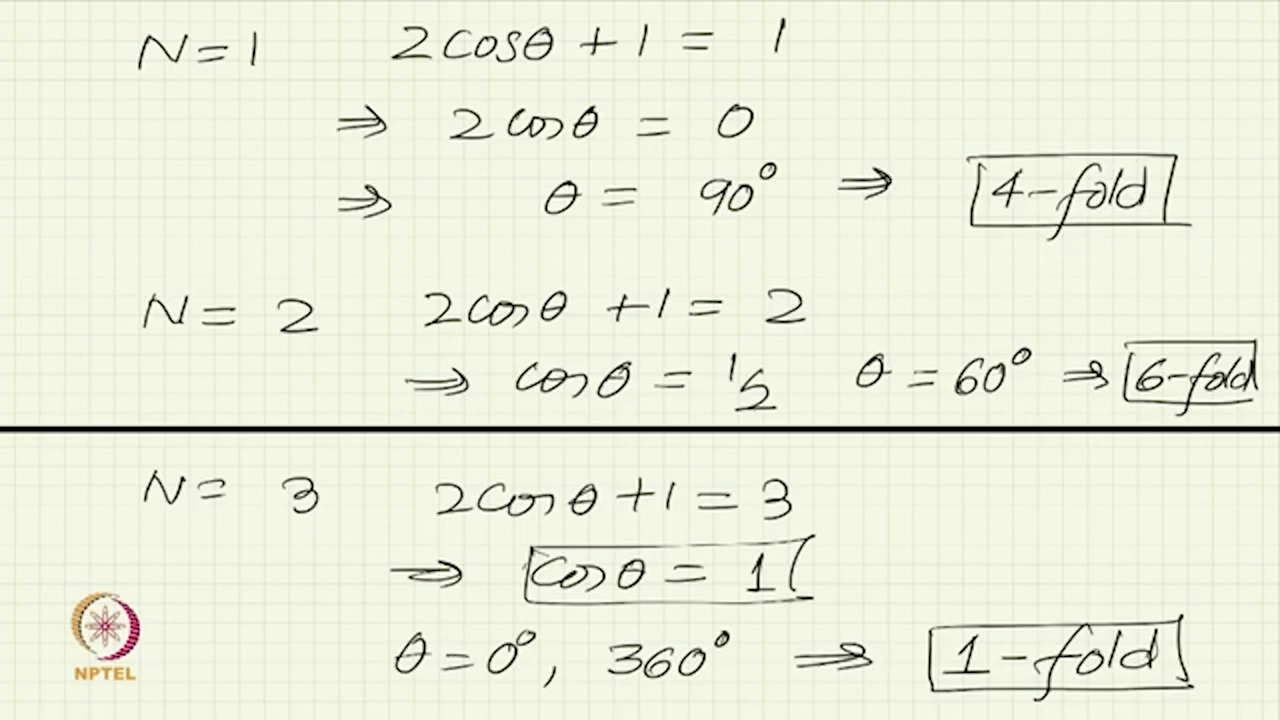 N=1 2cosθ + 1 = 1
⇒ 2cosθ = 0
⇒ θ = 90° ⇒ 4-fold
N= 2 2cosθ +1 = 2
⇒ cosθ = 1/2 θ = 60° ⇒ 6-fold
N= 3 2cosθ +1 = 3
⇒ cosθ = 1
θ = 0°, 360° ⇒ 1-fold
NPTEL